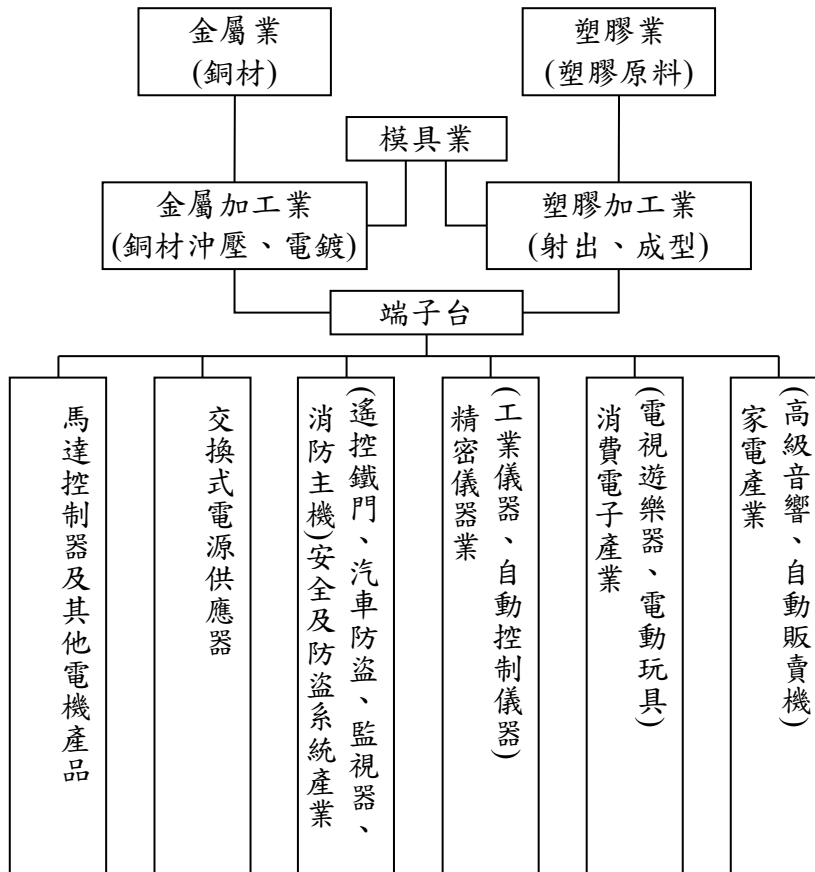 金屬業
(銅材)
塑膠業
(塑膠原料)
模具業
金屬加工業
(銅材沖壓、電鍍)
塑膠加工業
(射出、成型)
端子台
馬達控制器及其他電機產品
交換式電源供應器
(遙控鐵門、汽車防盜、監視器、
消防主機)安全及防盜系統產業
(工業儀器、自動控制儀器)
精密儀器業
(電視遊樂器、電動玩具)
消費電子產業
(高級音響、自動販賣機)
家電產業